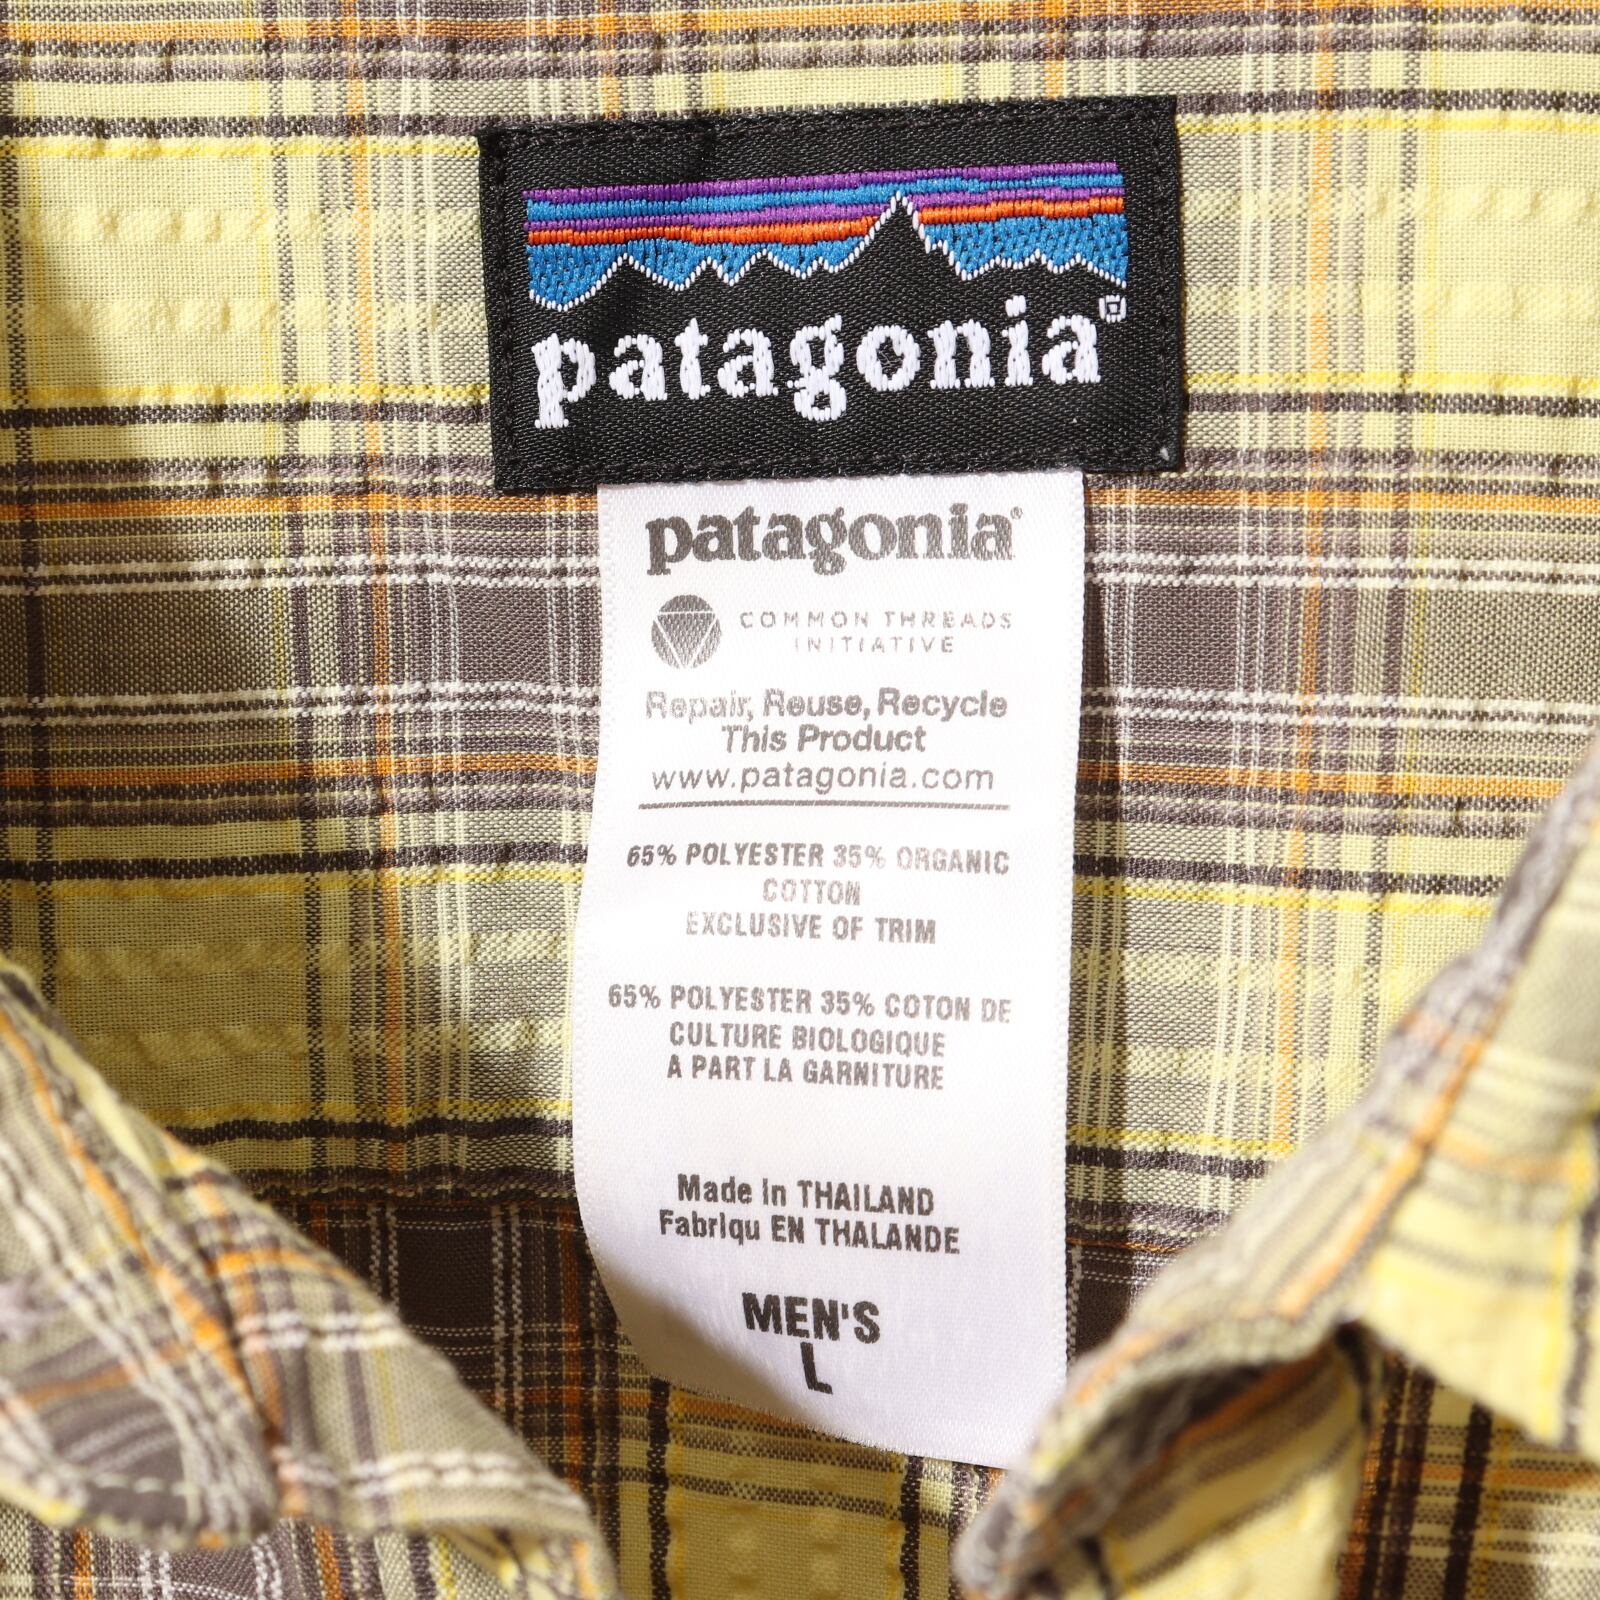 patagonia®
patagonia®
COMMON THREADS
INITIATIVE
Repair, Reuse, Recycle
This Product
www.patagonia.com
65% POLYESTER 35% ORGANIC
COTTON
EXCLUSIVE OF TRIM
65% POLYESTER 35% COTON DE
CULTURE BIOLOGIQUE
A PART LA GARNITURE
Made in THAILAND
Fabriqu EN THALANDE
MEN'S
L